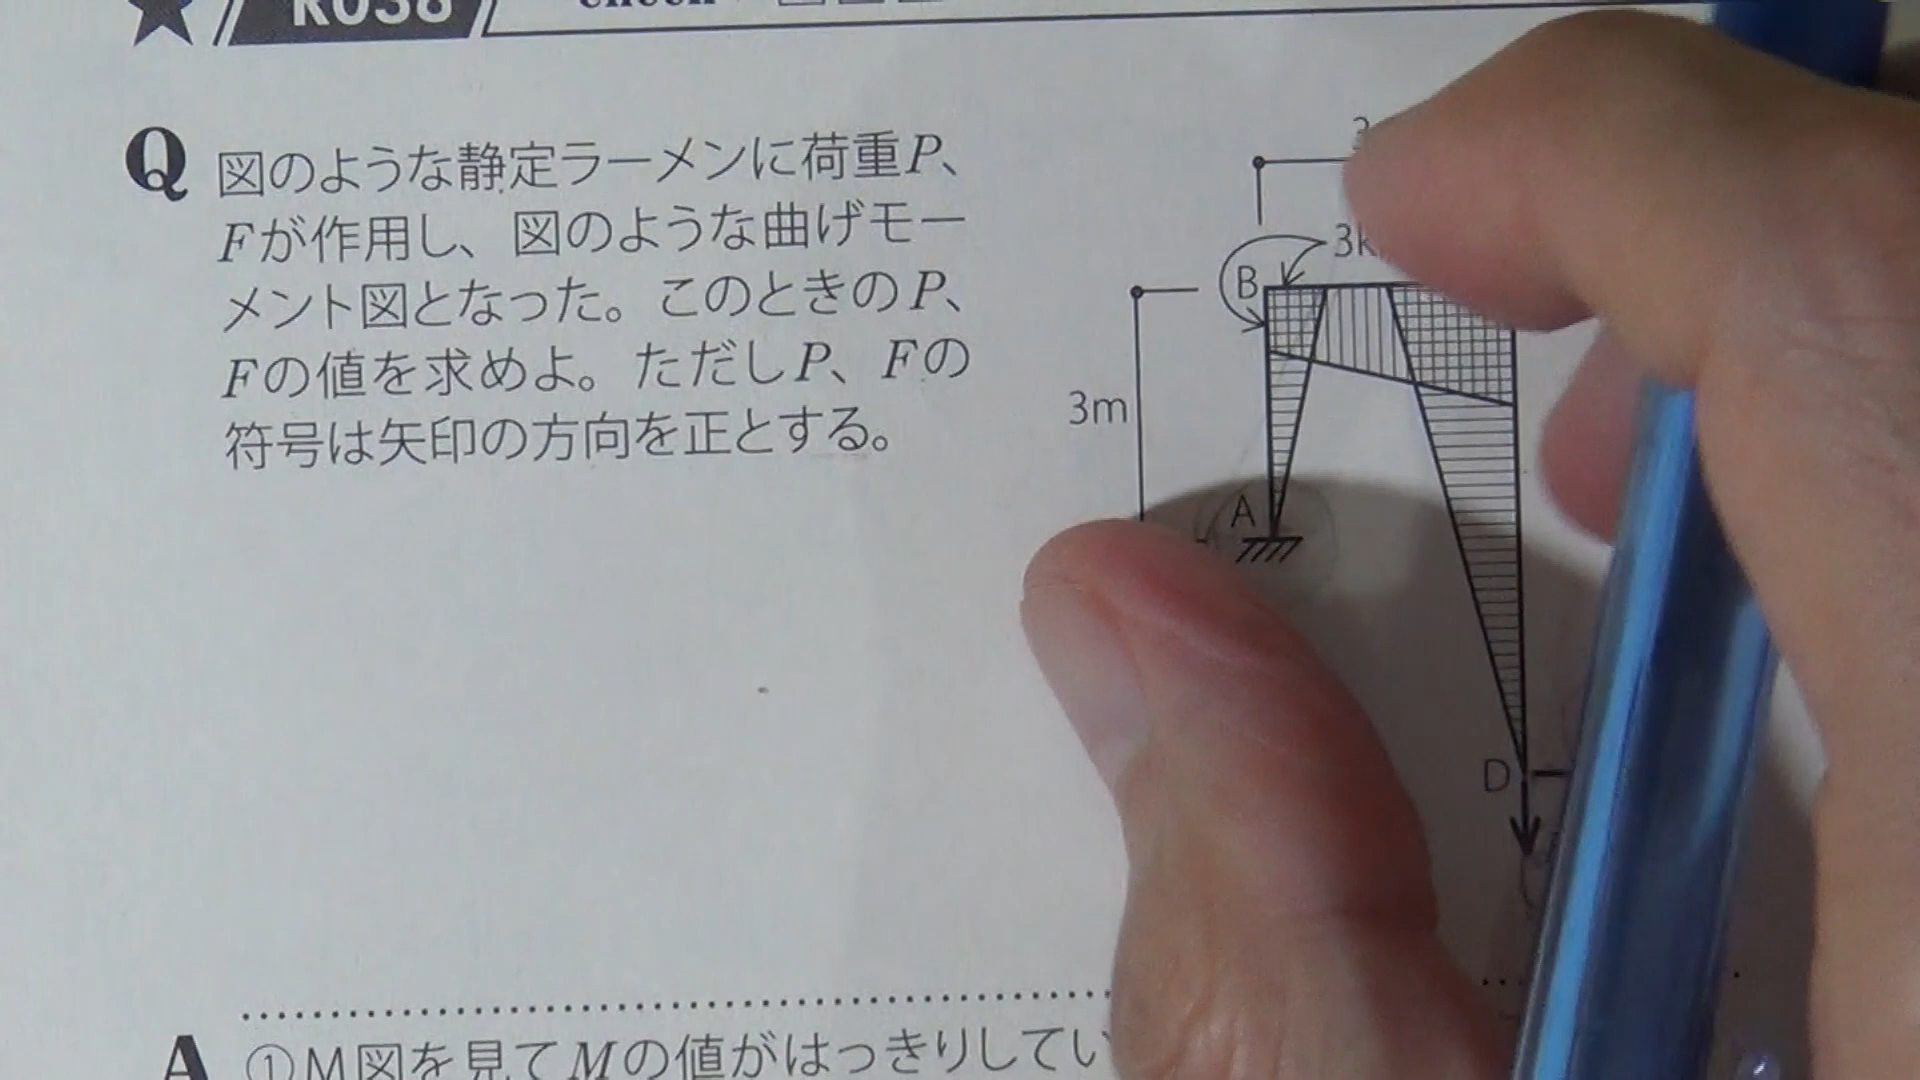 R038
check
Q 図のような静定ラーメンに荷重P、
Fが作用し、図のような曲げモー
メント図となった。このときのP、
Fの値を求めよ。ただしP、Fの
符号は矢印の方向を正とする。
3k
B
3m
A
D
A ①M図を見てMの値がはっきりしてい